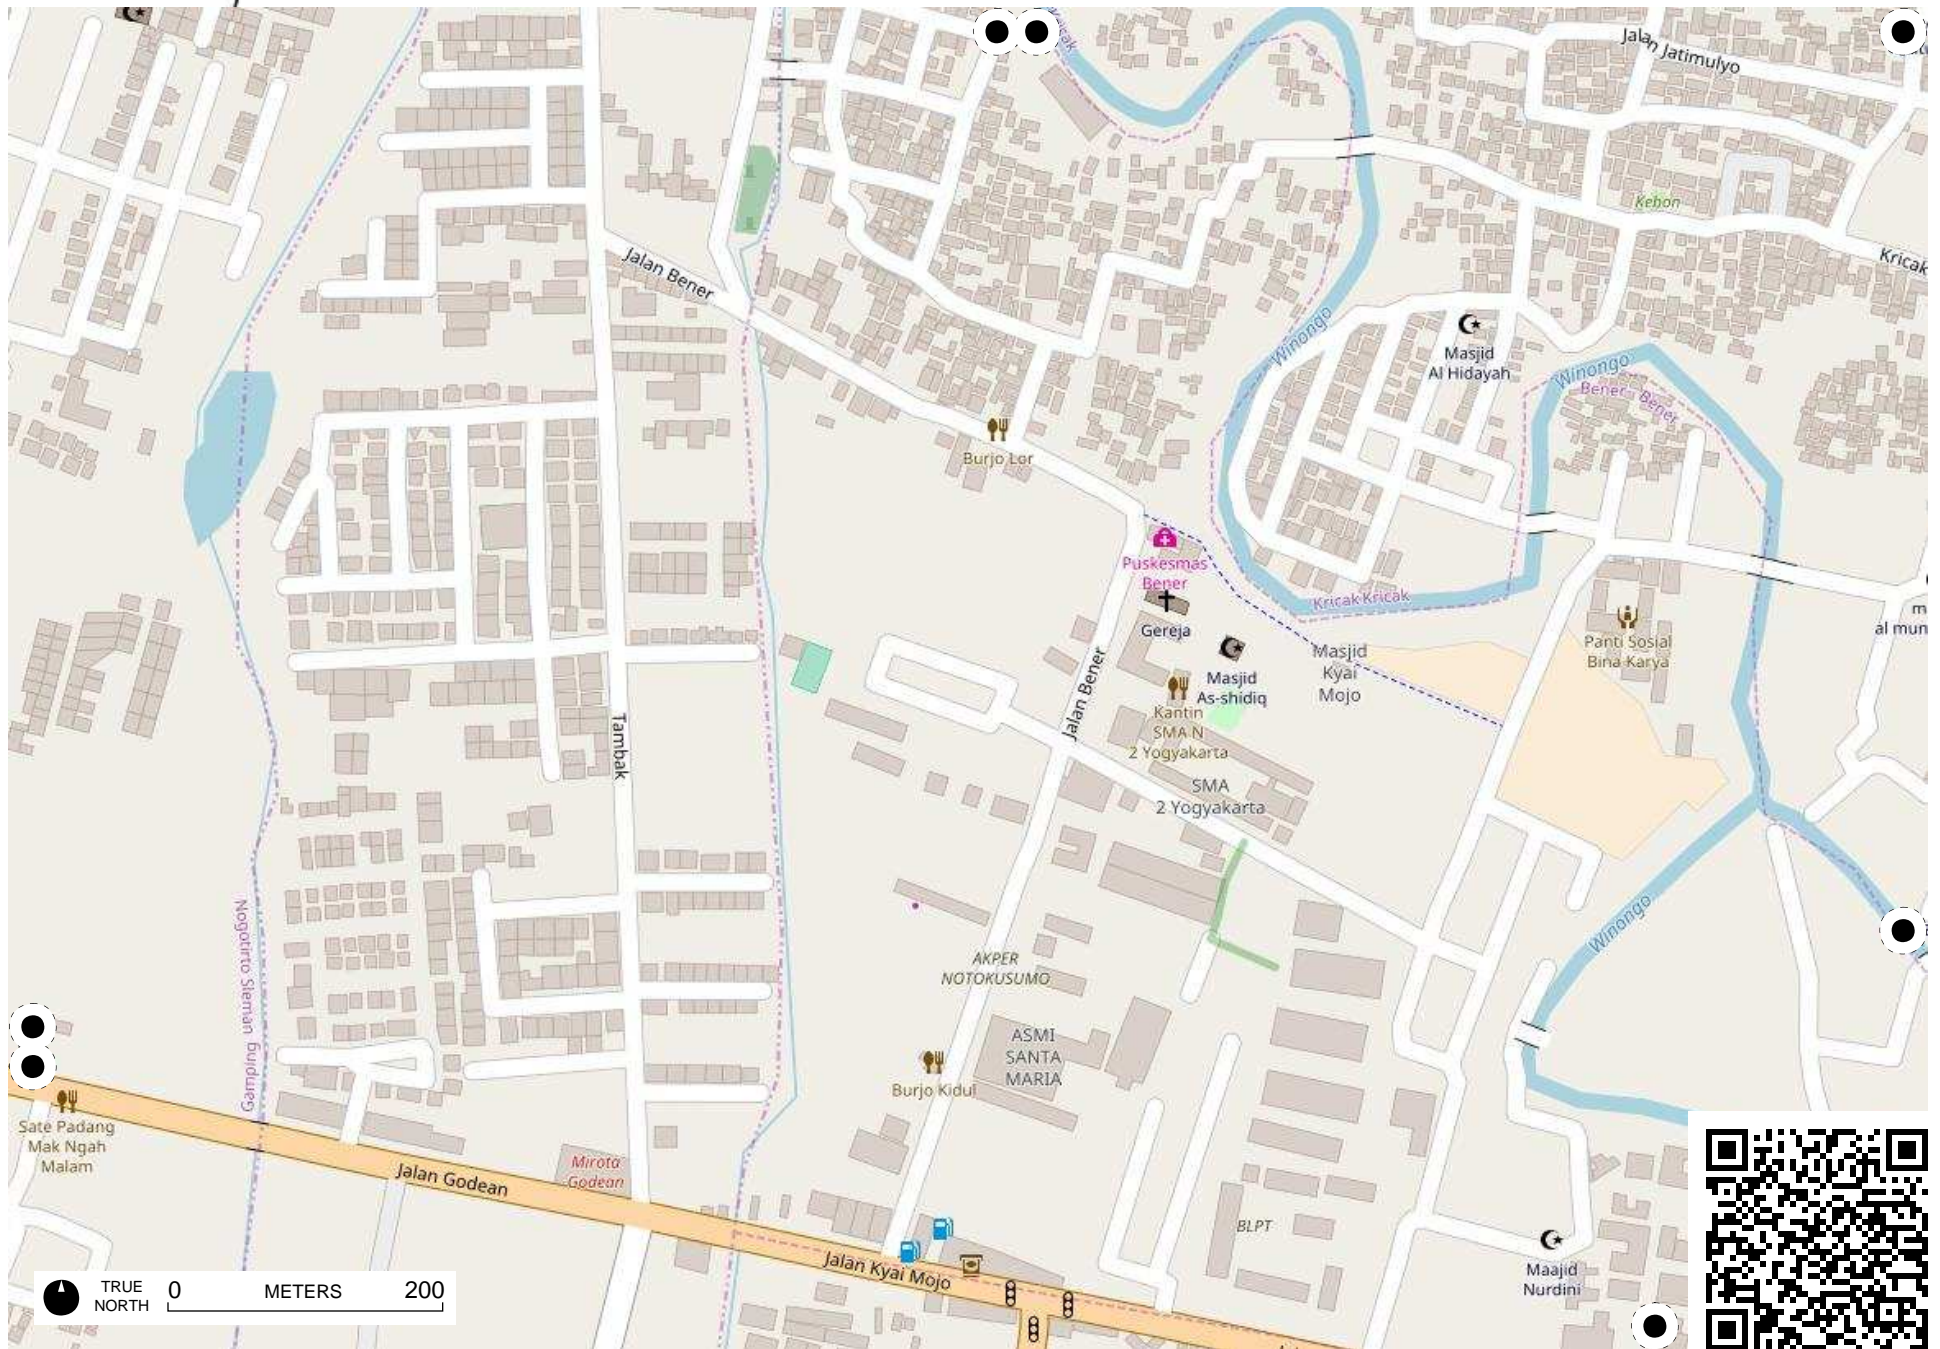 Jalan Jatimulyo
Kebon
Kricak
Jalan Bener
Winongo
Masjid
Al Hidayah
Winongo
Bener - Bener
Burjo Lor
Puskesmas
Bener
Kricak Kricak
Gereja
Masjid
As-shidiq
Masjid
Kyai
Mojo
Panti Sosial
Bina Karya
al mun
Jalan Bener
Kantin
SMA N
2 Yogyakarta
SMA
2 Yogyakarta
Tambak
Winongo
Nogotirto Sleman
Gamping
AKPER
NOTOKUSUMO
ASMI
SANTA
MARIA
Burjo Kidul
Sate Padang
Mak Ngah
Malam
Jalan Godean
Mirota
Godean
BLPT
Jalan Kyai Mojo
Maajid
Nurdini
TRUE
NORTH
0 METERS 200